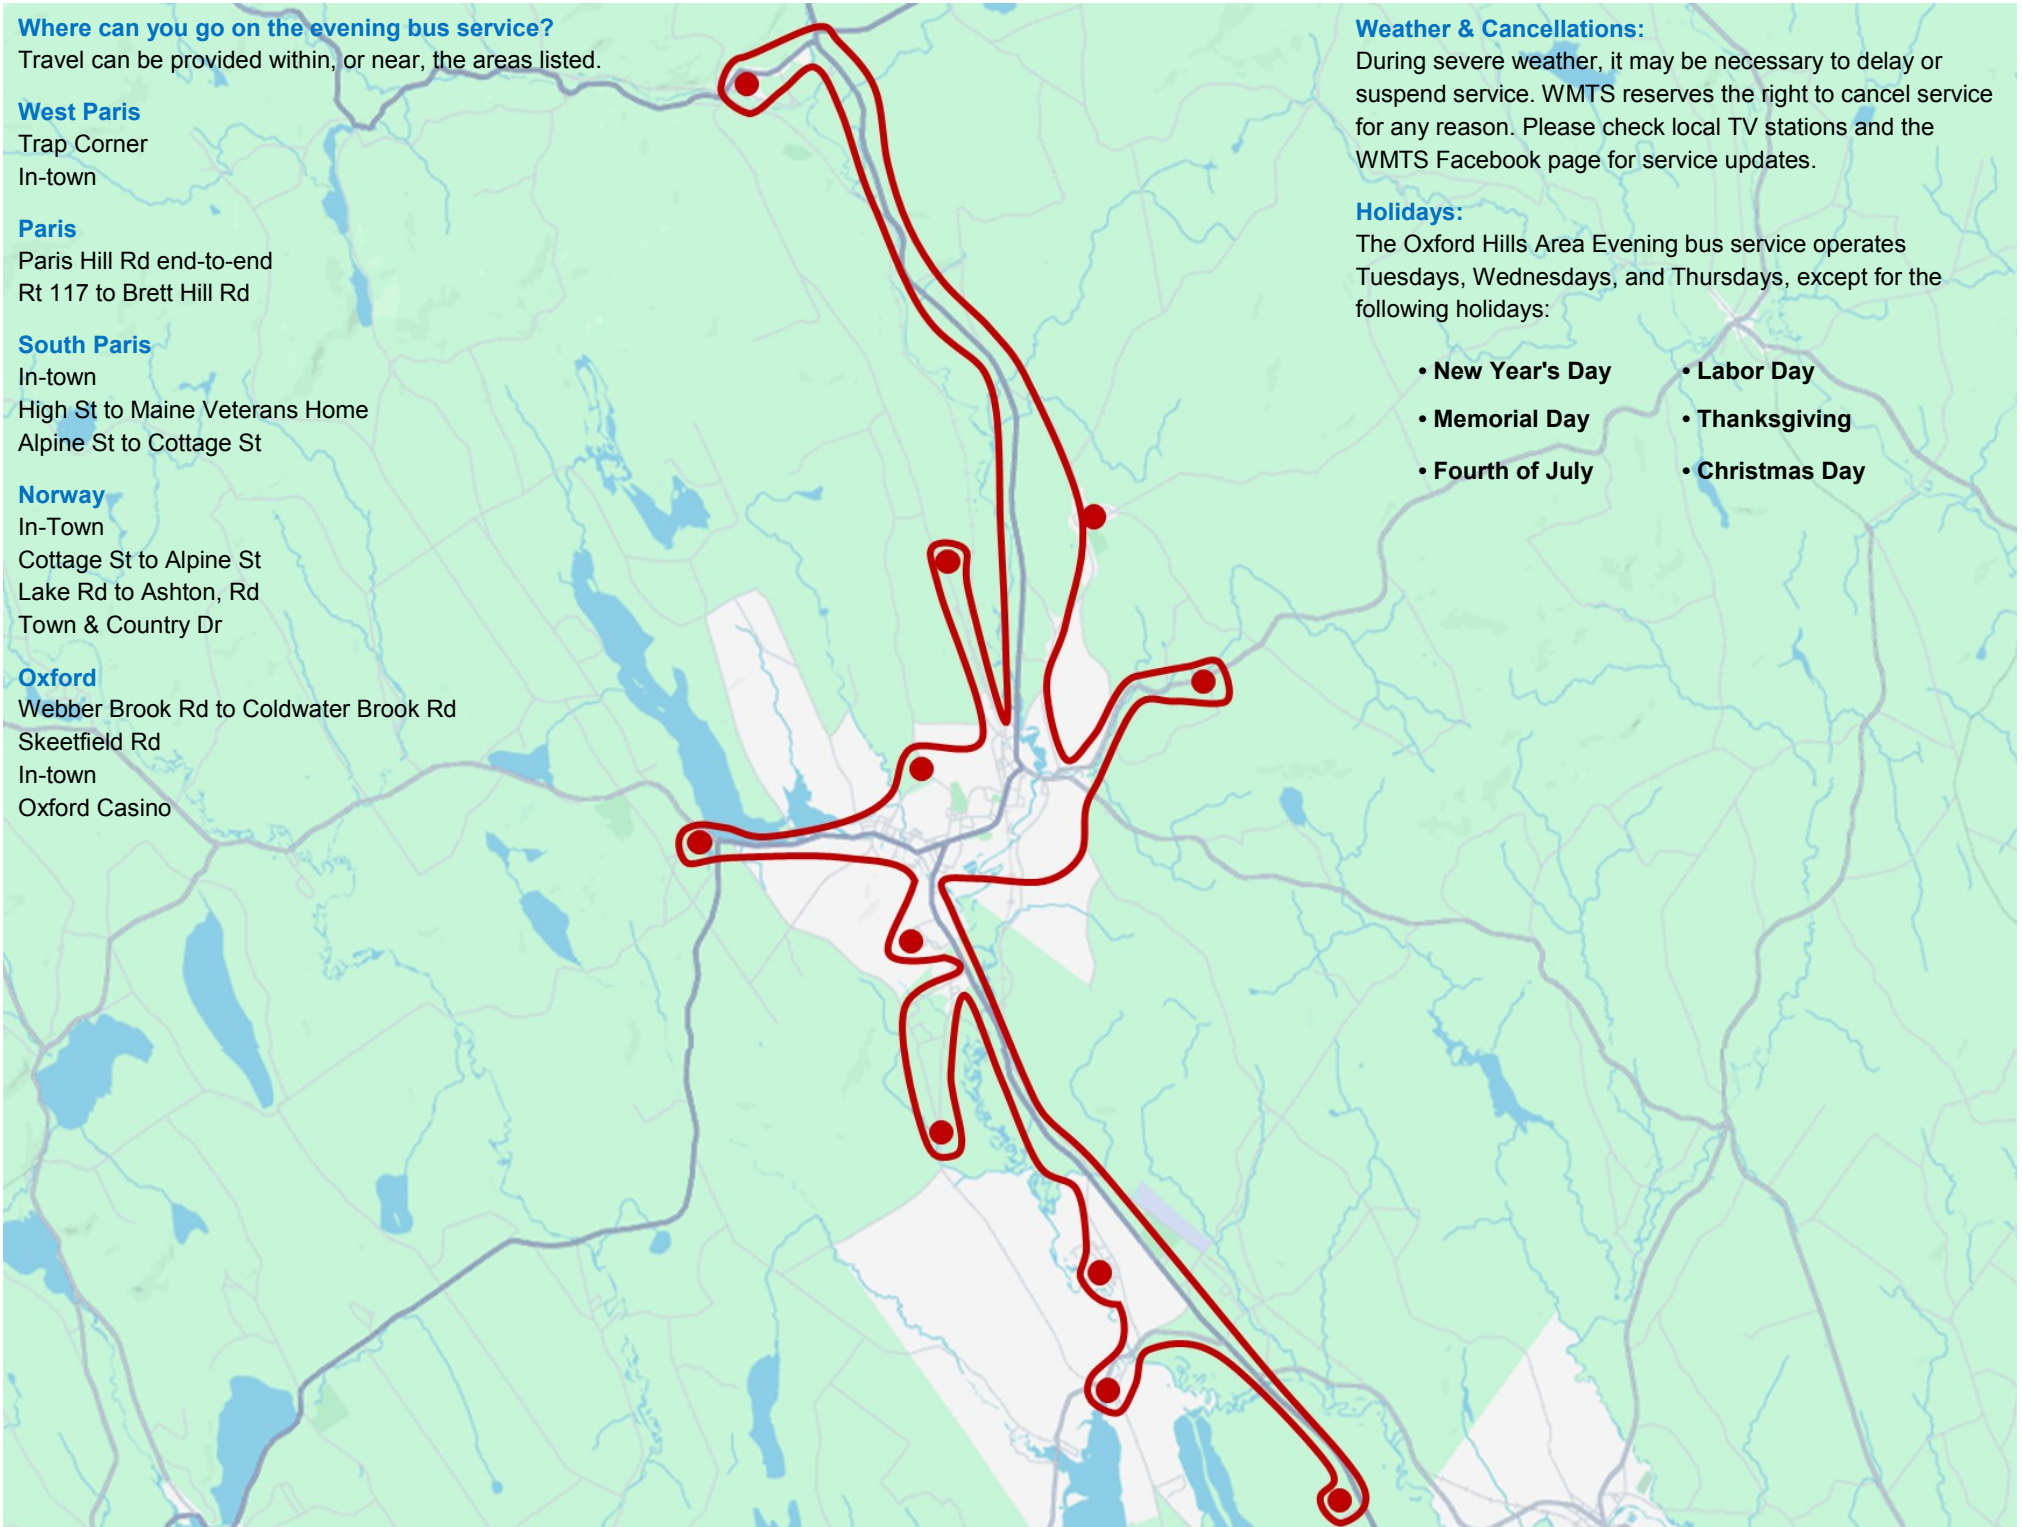 Where can you go on the evening bus service?
Travel can be provided within, or near, the areas listed.
West Paris
Trap Corner
In-town
Paris
Paris Hill Rd end-to-end
Rt 117 to Brett Hill Rd
South Paris
In-town
High St to Maine Veterans Home
Alpine St to Cottage St
Norway
In-Town
Cottage St to Alpine St
Lake Rd to Ashton, Rd
Town & Country Dr
Oxford
Webber Brook Rd to Coldwater Brook Rd
Skeetfield Rd
In-town
Oxford Casino
Weather & Cancellations:
During severe weather, it may be necessary to delay or
suspend service. WMTS reserves the right to cancel service
for any reason. Please check local TV stations and the
WMTS Facebook page for service updates.
Holidays:
The Oxford Hills Area Evening bus service operates
Tuesdays, Wednesdays, and Thursdays, except for the
following holidays:
• New Year's Day
• Memorial Day
• Fourth of July
• Labor Day
• Thanksgiving
• Christmas Day